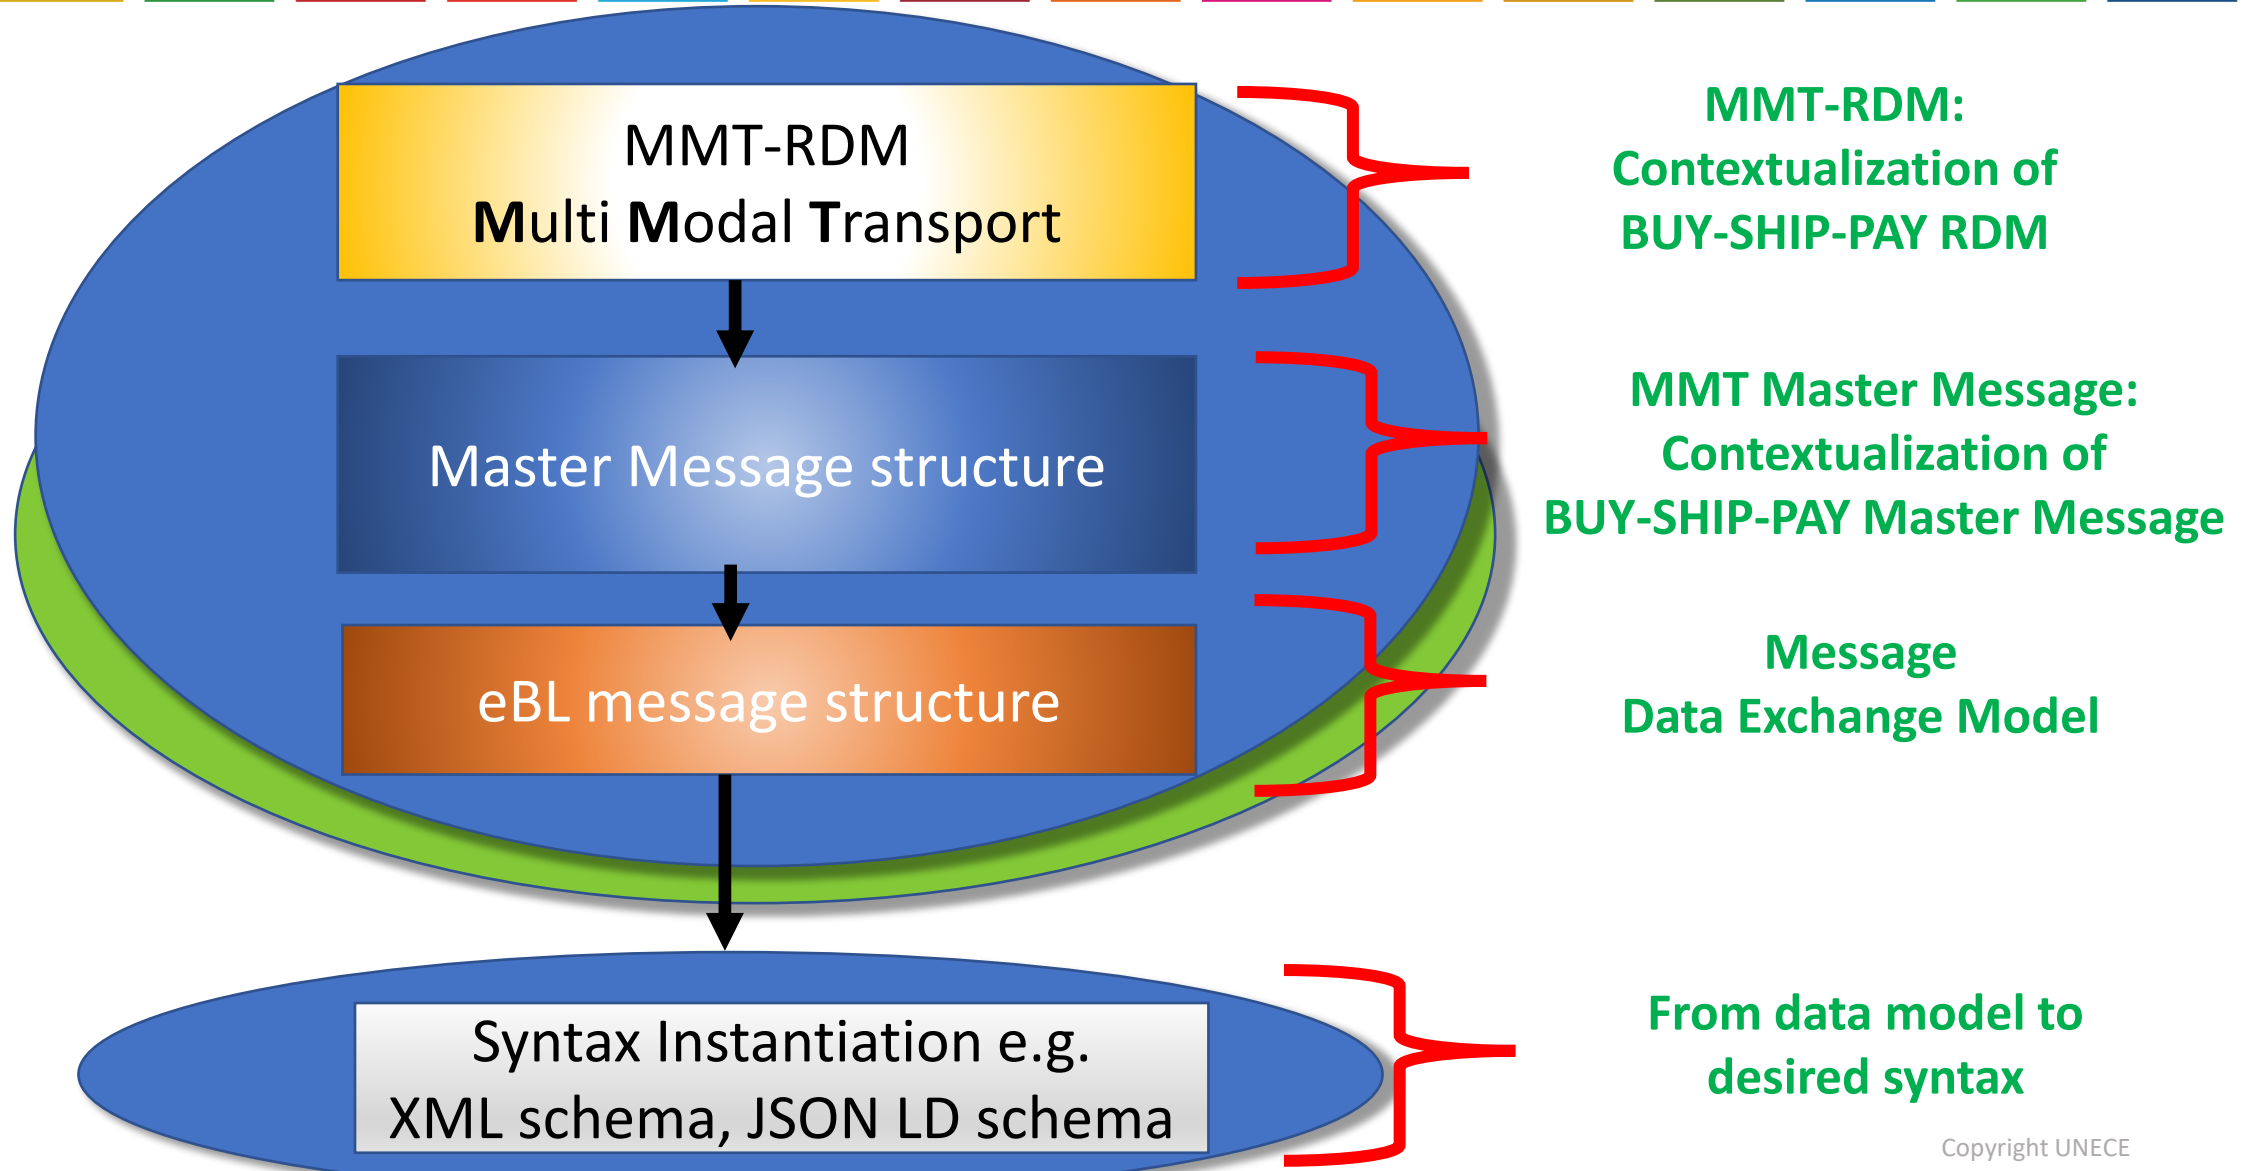 MMT-RDM
Multi Modal Transport
MMT-RDM:
Contextualization of
BUY-SHIP-PAY RDM
Master Message structure
MMT Master Message:
Contextualization of
BUY-SHIP-PAY Master Message
eBL message structure
Message
Data Exchange Model
Syntax Instantiation e.g.
XML schema, JSON LD schema
From data model to
desired syntax
Copyright UNECE